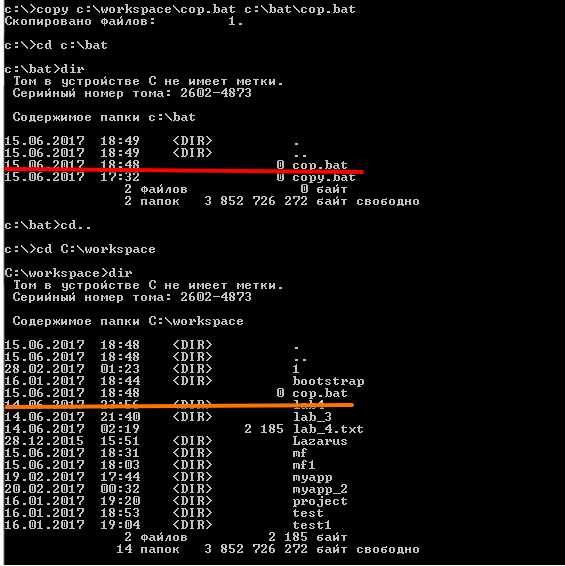 c:\>copy c:\workspace\cop.bat c:\bat\cop.bat
Скопировано файлов:         1.
c:\>cd c:\bat
c:\bat>dir
Том в устройстве C не имеет метки.
Серийный номер тома: 2602-4873
Содержимое папки c:\bat
15.06.2017  18:49    <DIR>          .
15.06.2017  18:49    <DIR>          ..
15.06.2017  18:48                 0 cop.bat
15.06.2017  17:32                 0 copy.bat
2 файлов              0 байт
2 папок   3 852 726 272 байт свободно
c:\bat>cd..
c:\>cd C:\workspace
C:\workspace>dir
Том в устройстве C не имеет метки.
Серийный номер тома: 2602-4873
Содержимое папки C:\workspace
15.06.2017  18:48    <DIR>          .
15.06.2017  18:48    <DIR>          ..
28.02.2017  01:23    <DIR>          1
16.01.2017  18:44    <DIR>          bootstrap
15.06.2017  18:48                 0 cop.bat
14.06.2017  23:56    <DIR>          lab4
14.06.2017  21:40    <DIR>          lab_3
14.06.2017  02:19             2 185 lab_4.txt
28.12.2015  15:51    <DIR>          Lazarus
15.06.2017  18:31    <DIR>          mf
15.06.2017  18:03    <DIR>          mf1
19.02.2017  17:44    <DIR>          myapp
20.02.2017  00:32    <DIR>          myapp_2
16.01.2017  19:20    <DIR>          project
16.01.2017  18:53    <DIR>          test
16.01.2017  19:04    <DIR>          test1
2 файлов          2 185 байт
14 папок   3 852 726 272 байт свободно